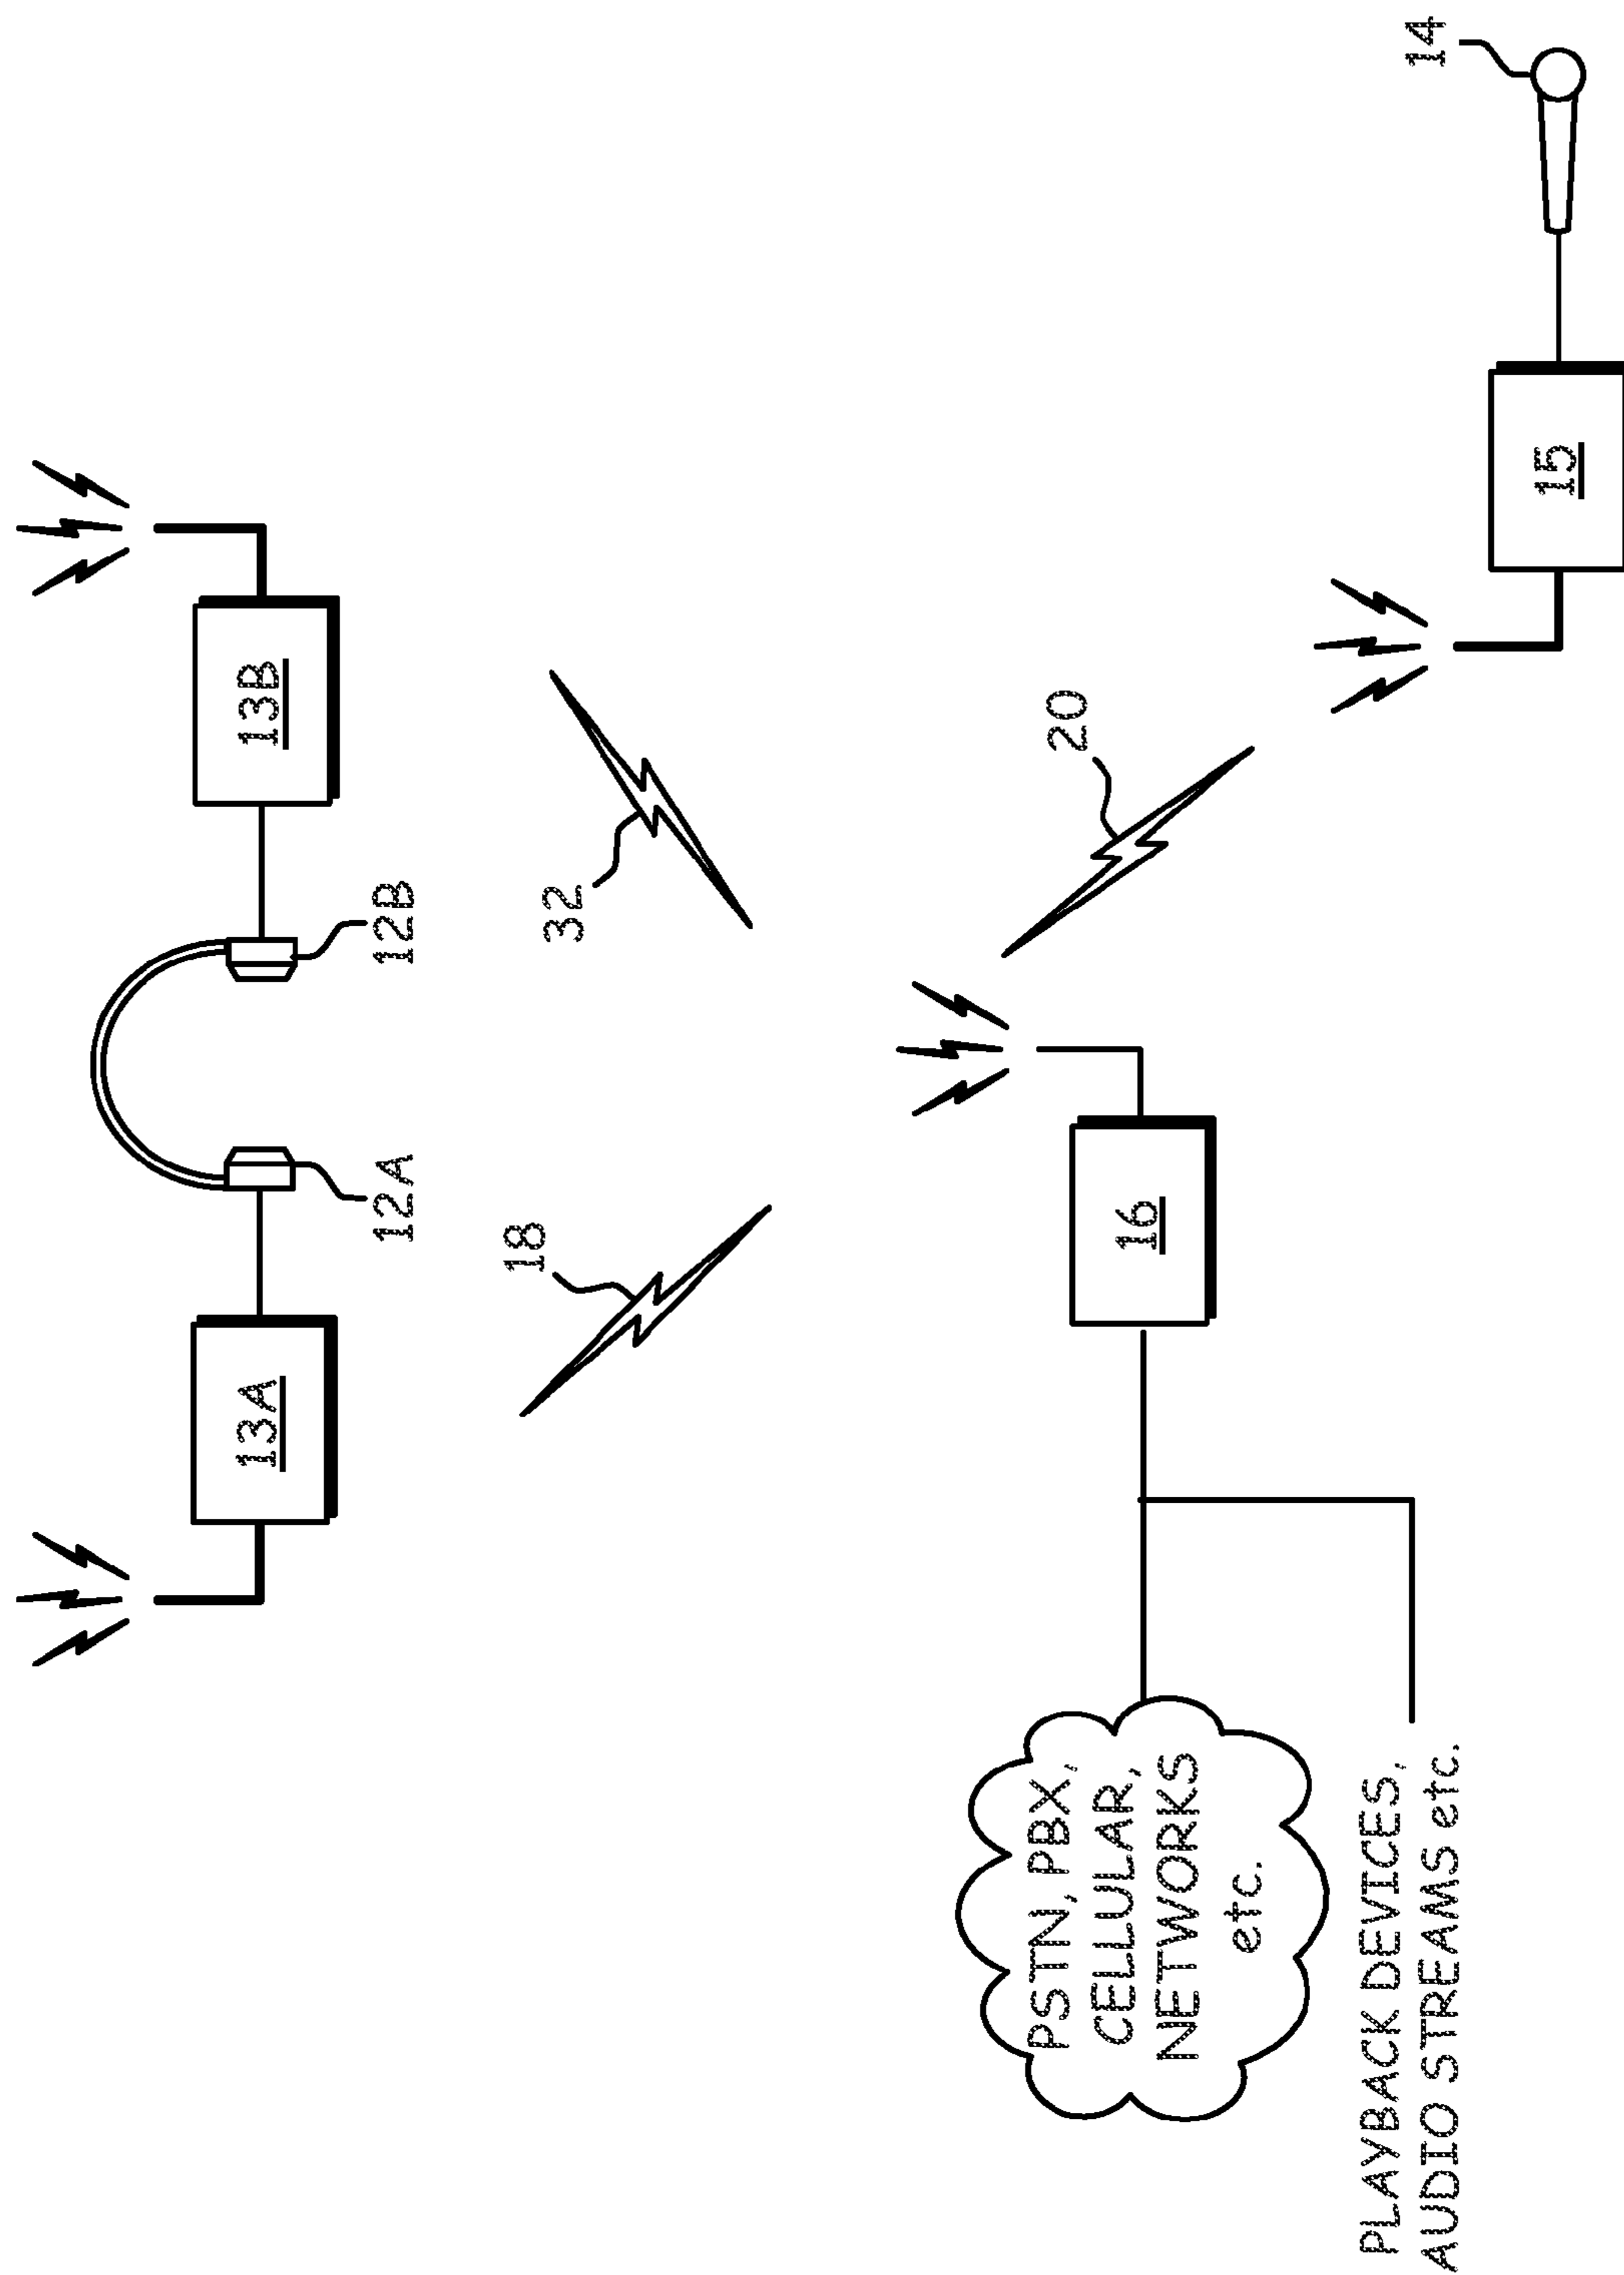 13A
12A
12B
13B
18
32
16
20
14
15
PSTN, PBX,
CELLULAR,
NETWORKS
etc.
PLAYBACK DEVICES,
AUDIO STREAMS etc.